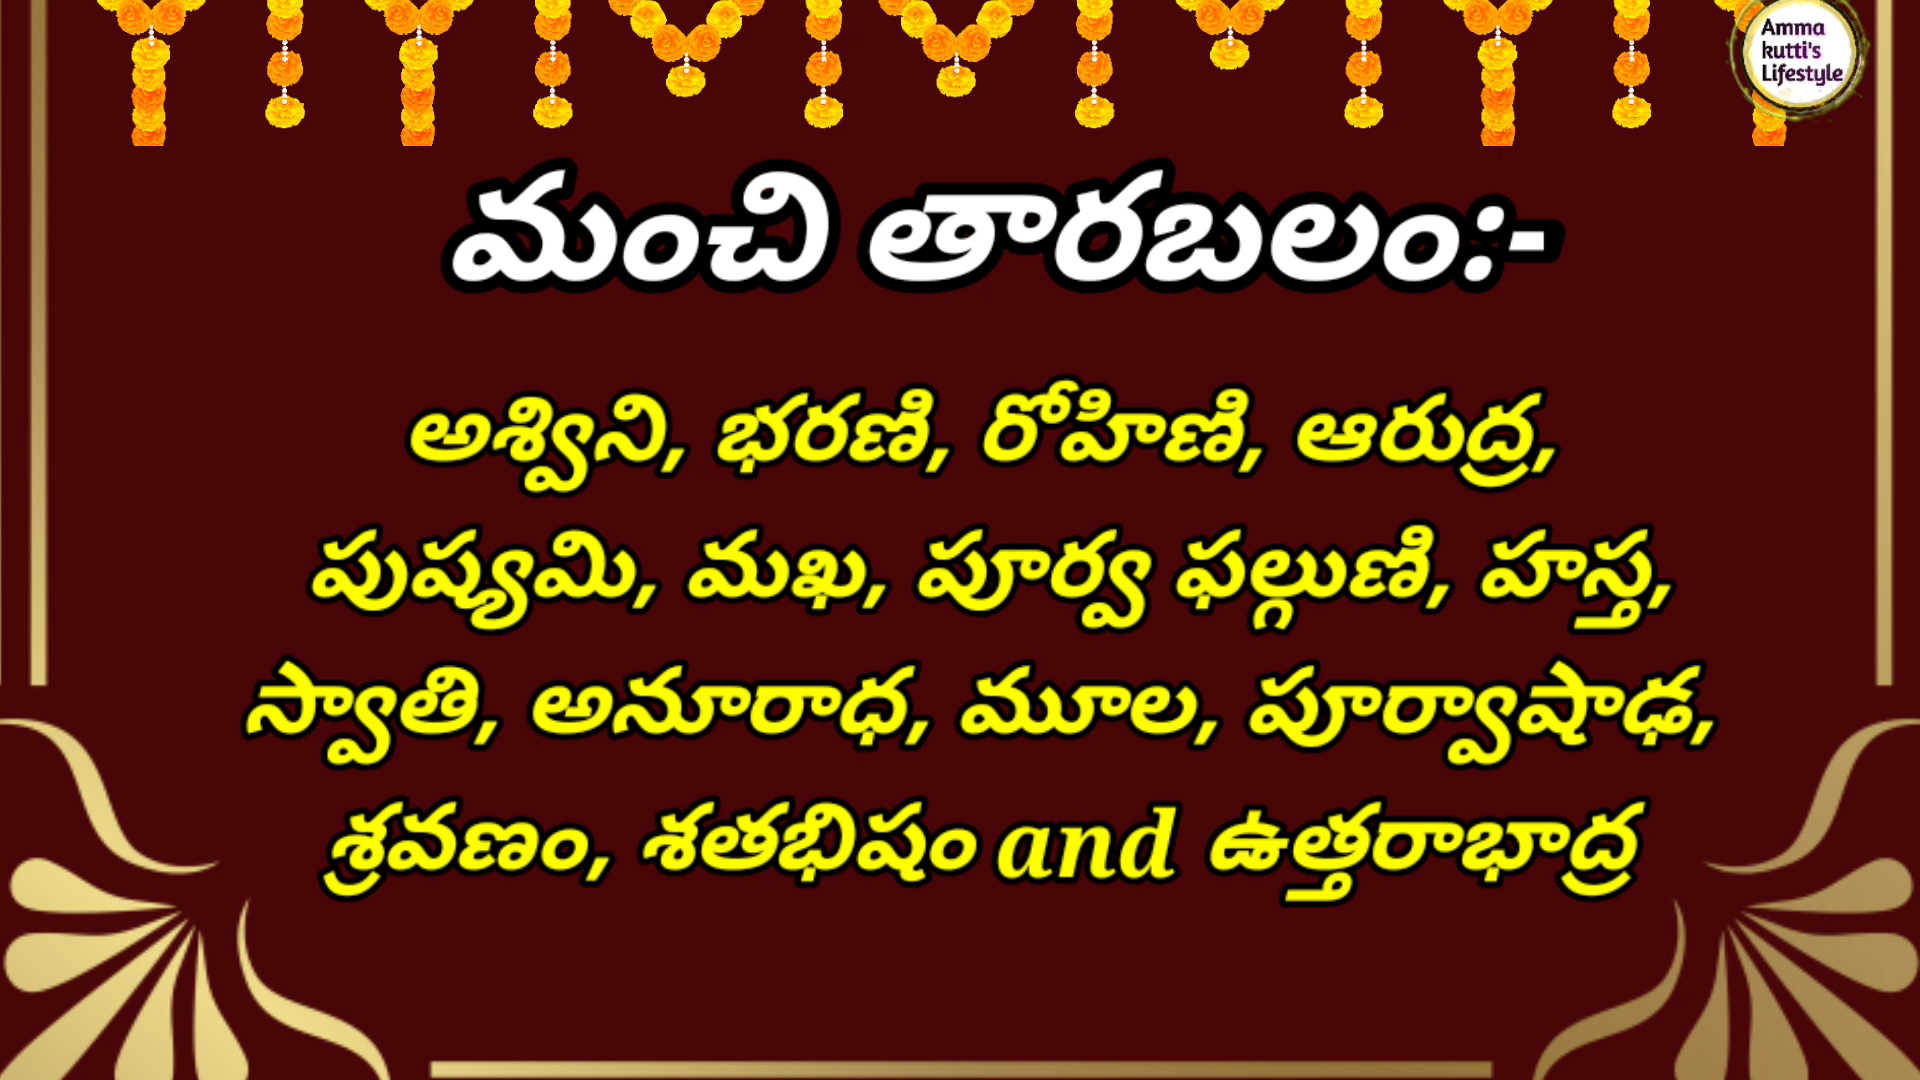 Amma
kutti's
Lifestyle
మంచి తారబలం:-
అశ్విని, భరణి, రోహిణి, ఆరుద్ర,
పుష్యమి, మఖ, పూర్వ ఫల్గుణి, హస్త,
స్వాతి, అనూరాధ, మూల, పూర్వాషాఢ,
శ్రవణం, శతభిషం and ఉత్తరాభాద్ర